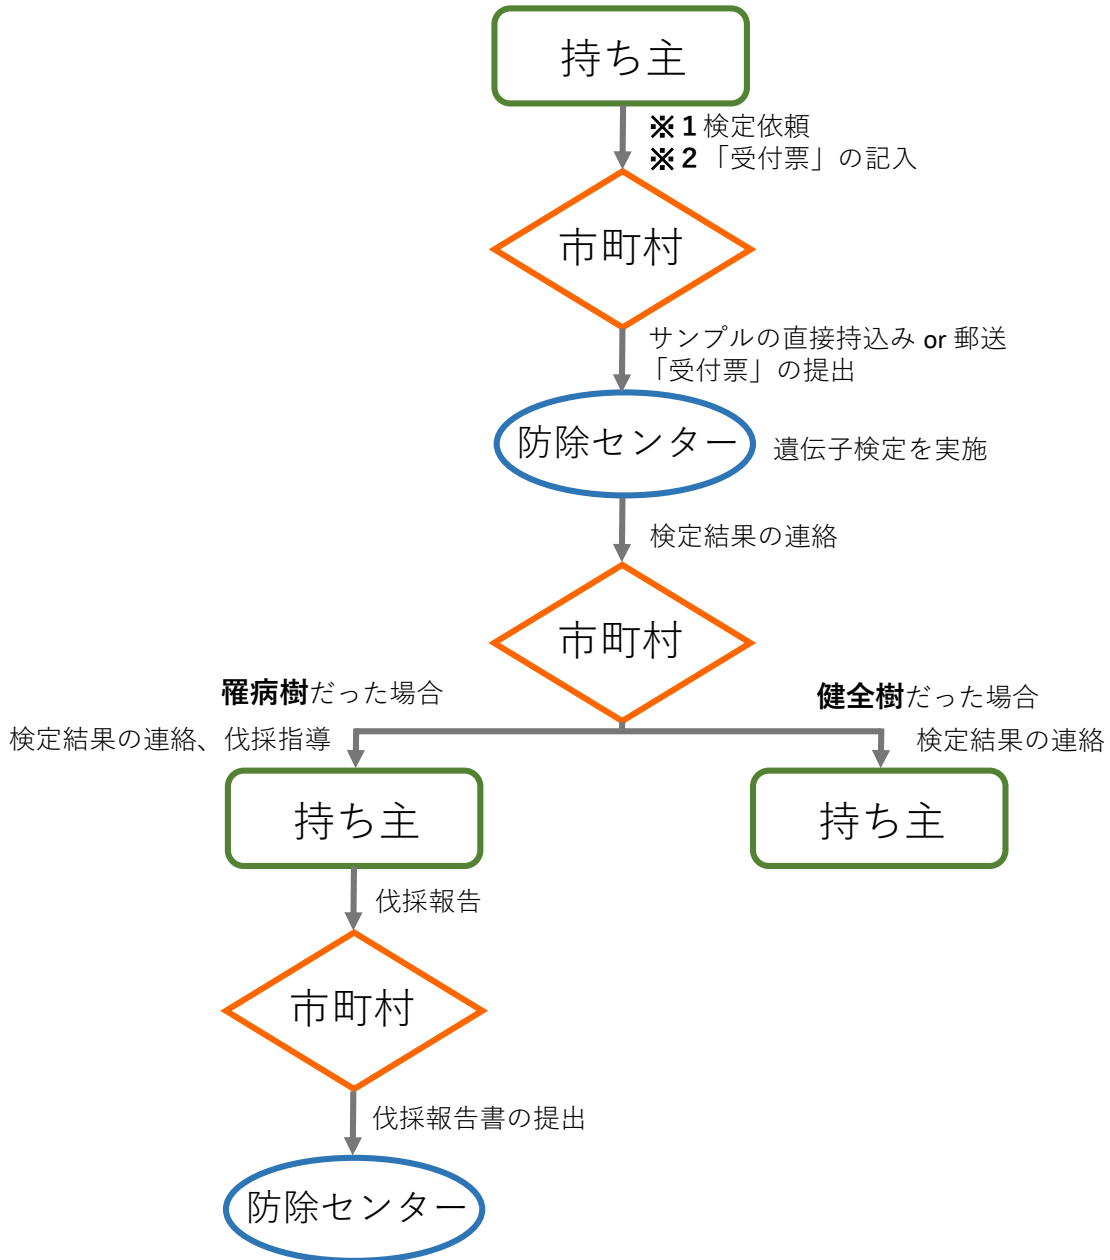 持ち主
※1 検定依頼
※2 「受付票」の記入
市町村
サンプルの直接持込み or 郵送
「受付票」の提出
防除センター
遺伝子検定を実施
検定結果の連絡
市町村
罹病樹だった場合
健全樹だった場合
検定結果の連絡、伐採指導
検定結果の連絡
持ち主
持ち主
伐採報告
市町村
伐採報告書の提出
防除センター